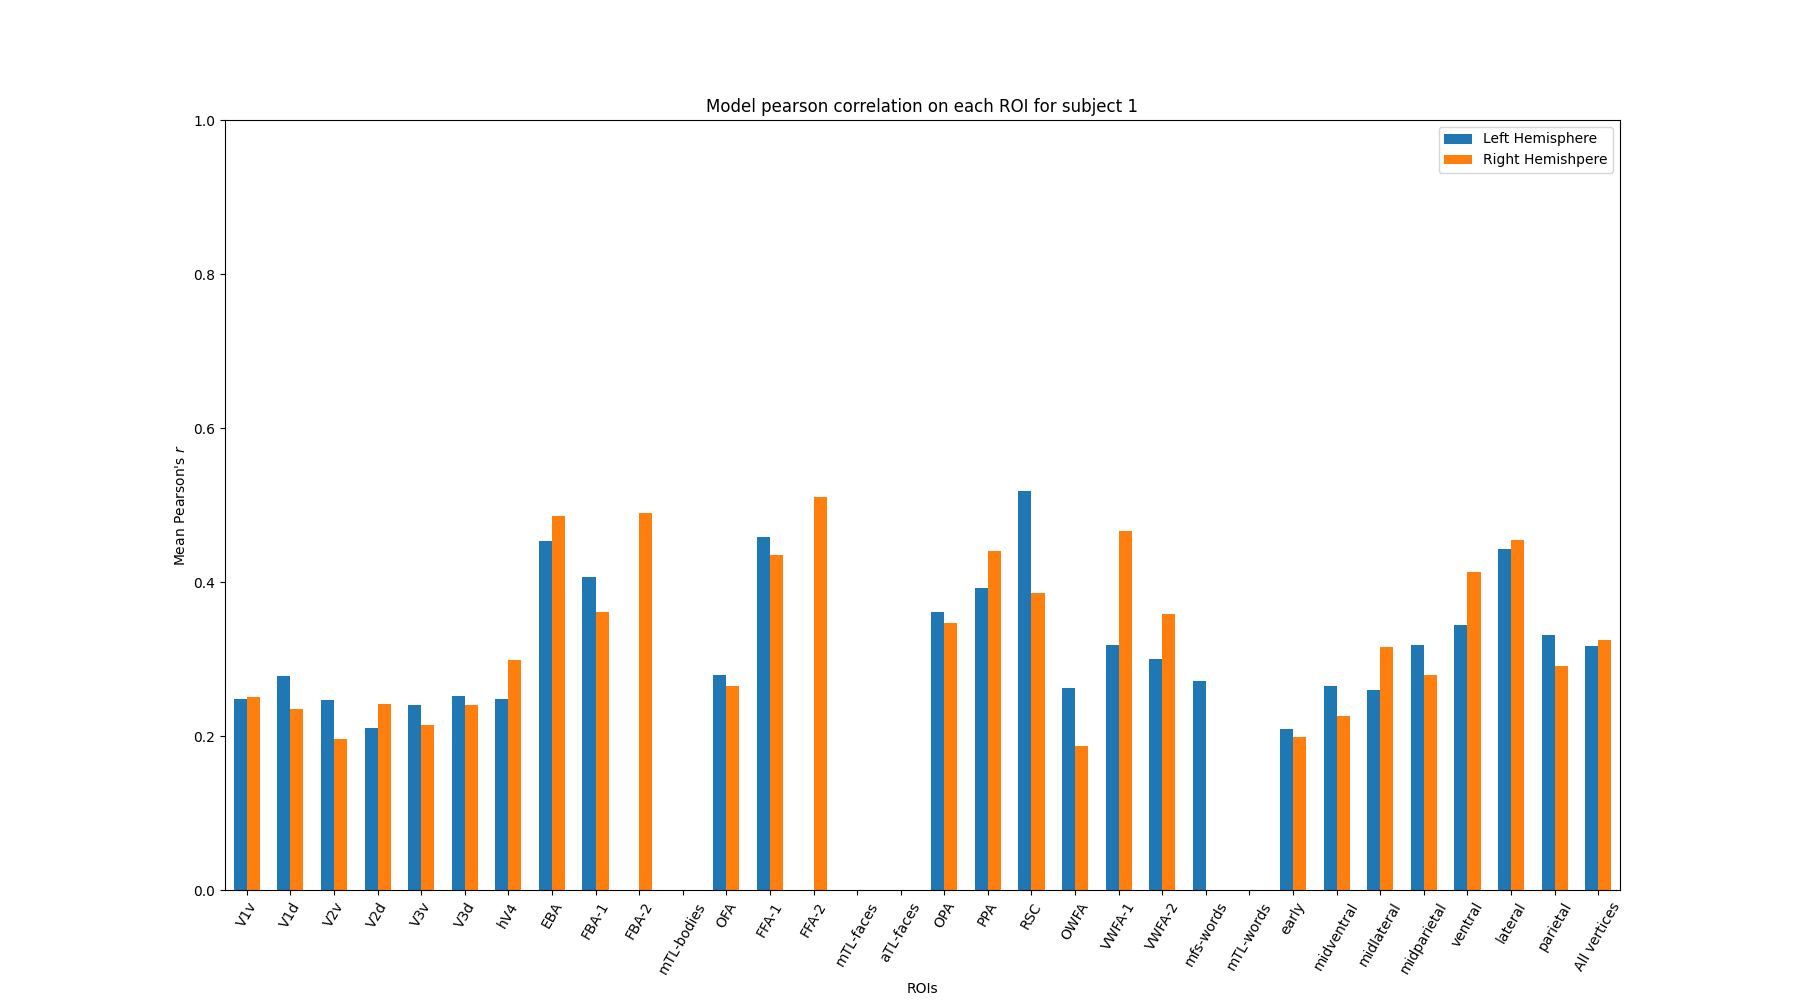 Model pearson correlation on each ROI for subject 1
Left Hemisphere
Right Hemishpere
1.0
0.8
0.6
0.4
0.2
0.0
Mean Pearson's r
V1v
V1d
V2v
V2d
V3v
V3d
hV4
EBA
FBA-1
FBA-2
mTL-bodies
OFA
FFA-1
FFA-2
mTL-faces
aTL-faces
OPA
PPA
RSC
OWFA
VWFA-1
VWFA-2
mfs-words
mTL-words
early
midventral
midlateral
midparietal
ventral
lateral
parietal
All vertices
ROIs